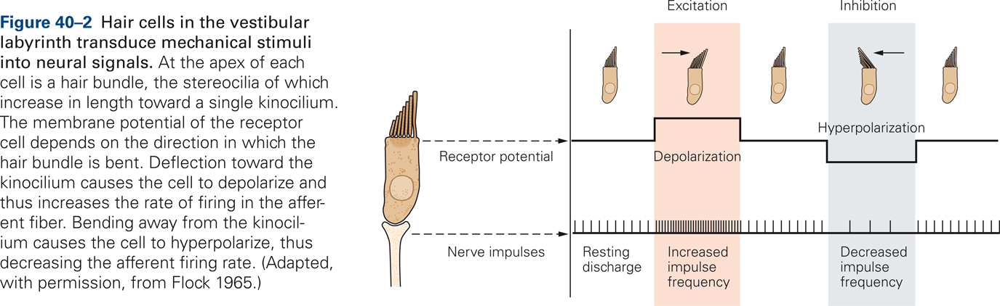 Figure 40–2 Hair cells in the vestibular
labyrinth transduce mechanical stimuli
into neural signals. At the apex of each
cell is a hair bundle, the stereocilia of which
increase in length toward a single kinocilium.
The membrane potential of the receptor
cell depends on the direction in which the
hair bundle is bent. Deflection toward the
kinocilium causes the cell to depolarize and
thus increases the rate of firing in the affer-
ent fiber. Bending away from the kinocil-
ium causes the cell to hyperpolarize, thus
decreasing the afferent firing rate. (Adapted,
with permission, from Flock 1965.)
Excitation
Inhibition
Receptor potential
Depolarization
Hyperpolarization
Nerve impulses
Resting
discharge
Increased
impulse
frequency
Decreased
impulse
frequency